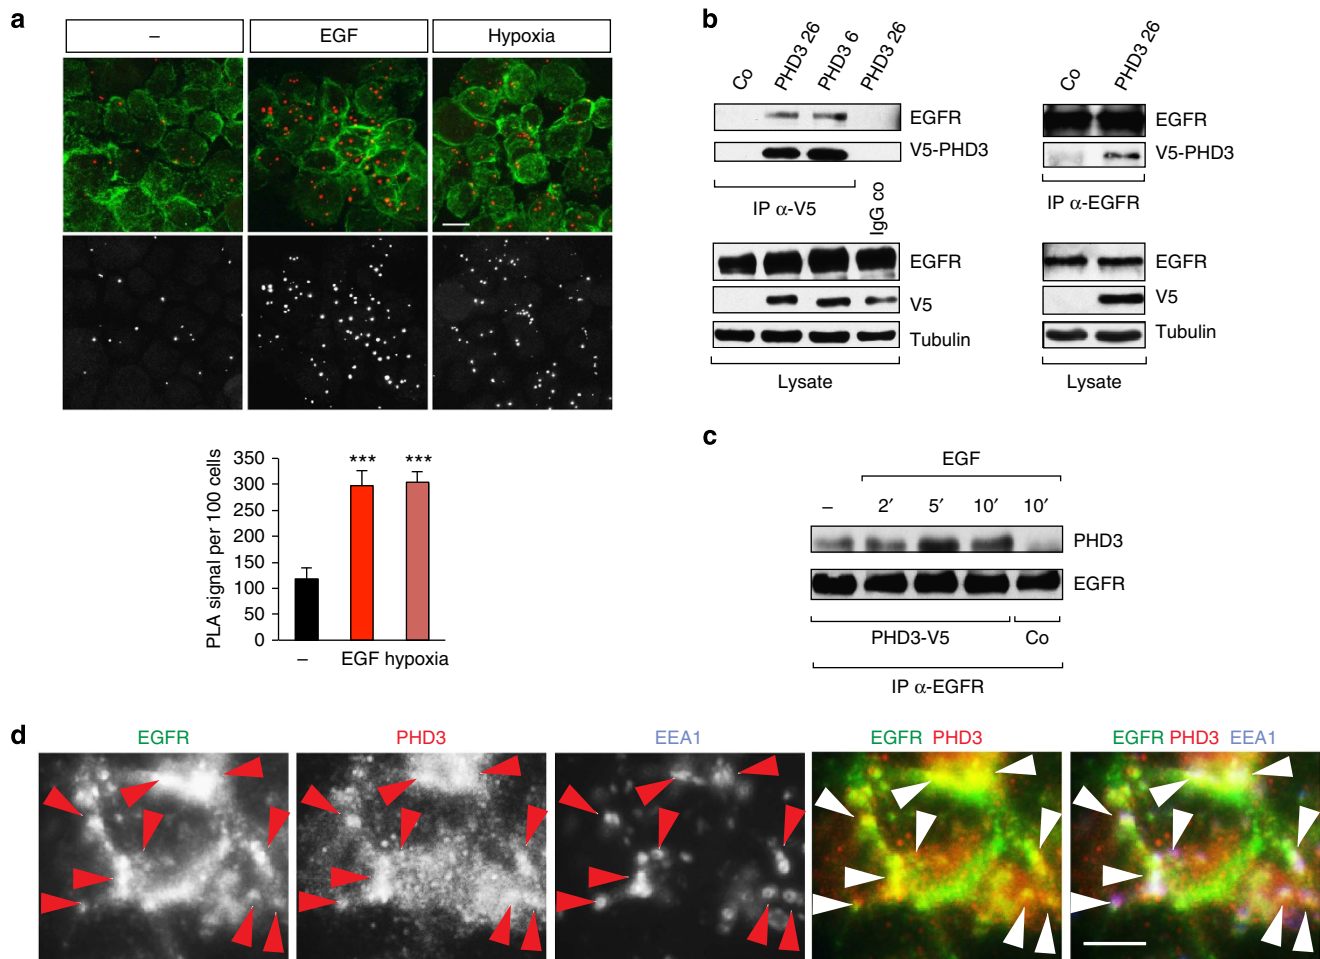 a
–
EGF
Hypoxia
PLA signal per 100 cells
350
300
250
200
150
100
50
0
***
***
–
EGF
hypoxia
b
Co
PHD3 26
PHD3 6
PHD3 26
EGFR
V5-PHD3
IP α-V5
IgG co
EGFR
V5
Tubulin
Lysate
Co
PHD3 26
EGFR
V5-PHD3
IP α-EGFR
EGFR
V5
Tubulin
Lysate
c
EGF
–
2′
5′
10′
10′
PHD3
EGFR
PHD3-V5
Co
IP α-EGFR
d
EGFR
PHD3
EEA1
EGFR PHD3
EGFR PHD3 EEA1